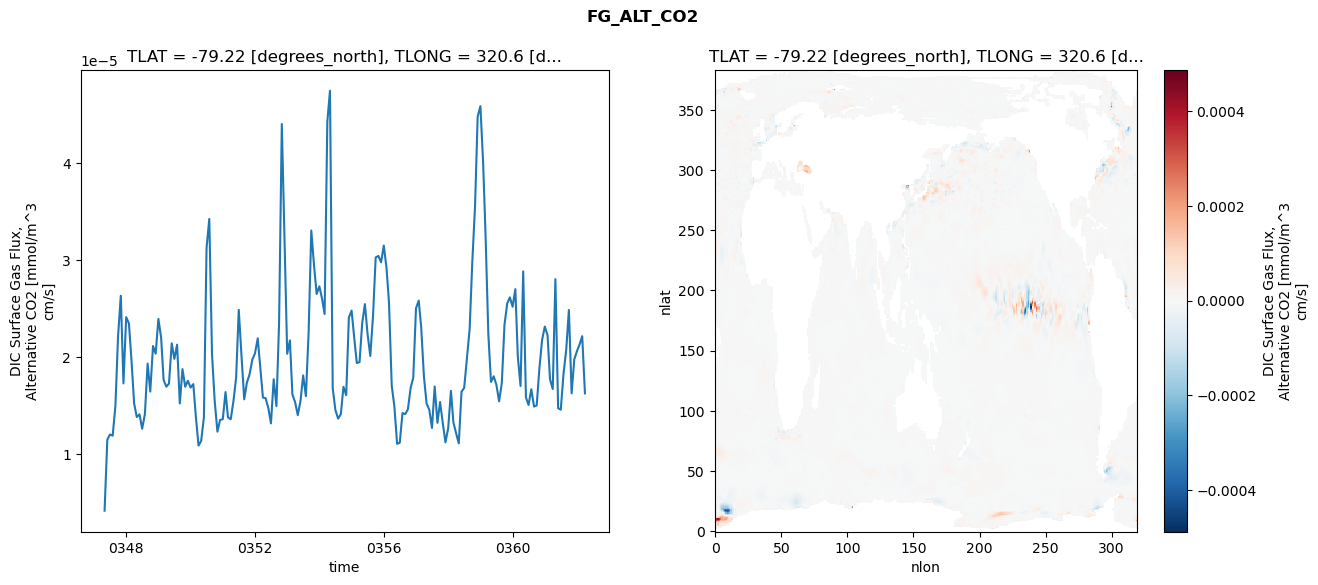 FG_ALT_CO2
1e−5
TLAT = -79.22 [degrees_north], TLONG = 320.6 [d...
DIC Surface Gas Flux,
Alternative CO2 [mmol/m^3
cm/s]
4
3
2
1
0348
0352
0356
0360
time
TLAT = -79.22 [degrees_north], TLONG = 320.6 [d...
nlat
350
300
250
200
150
100
50
0
0
50
100
150
200
250
300
nlon
0.0004
0.0002
0.0000
−0.0002
−0.0004
DIC Surface Gas Flux,
Alternative CO2 [mmol/m^3
cm/s]